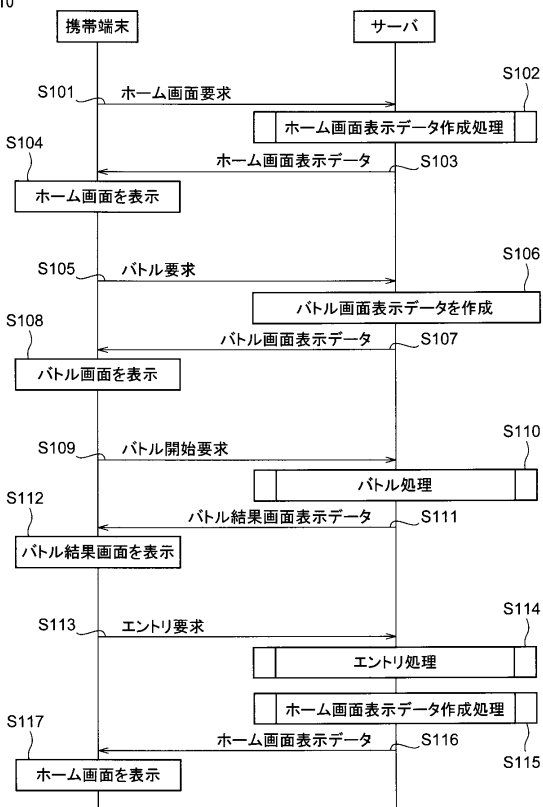 10
携帯端末
サーバ
S101
ホーム画面要求
S102
ホーム画面表示データ作成処理
S104
ホーム画面表示データ
S103
ホーム画面を表示
S105
バトル要求
S106
バトル画面表示データを作成
S108
バトル画面表示データ
S107
バトル画面を表示
S109
バトル開始要求
S110
バトル処理
S112
バトル結果画面表示データ
S111
バトル結果画面を表示
S113
エントリ要求
S114
エントリ処理
ホーム画面表示データ作成処理
S117
ホーム画面表示データ
S116
S115
ホーム画面を表示